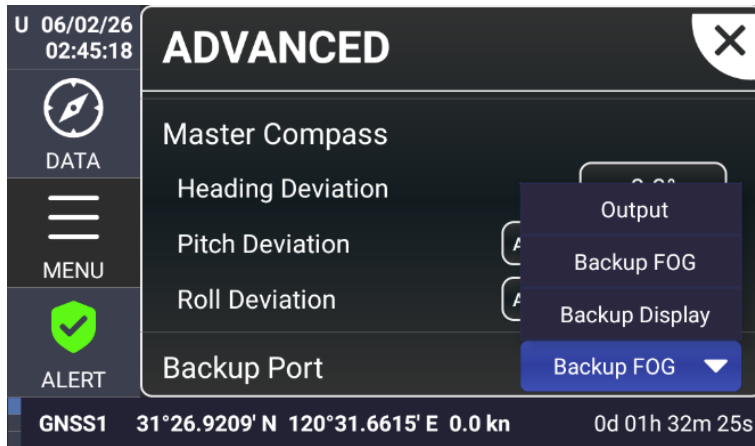 U 06/02/26
02:45:18
ADVANCED
DATA
Master Compass
Heading Deviation
Output
Pitch Deviation
MENU
Backup FOG
Roll Deviation
Backup Display
ALERT
Backup Port
Backup FOG
GNSS1 31°26.9209' N 120°31.6615' E 0.0 kn 0d 01h 32m 25s